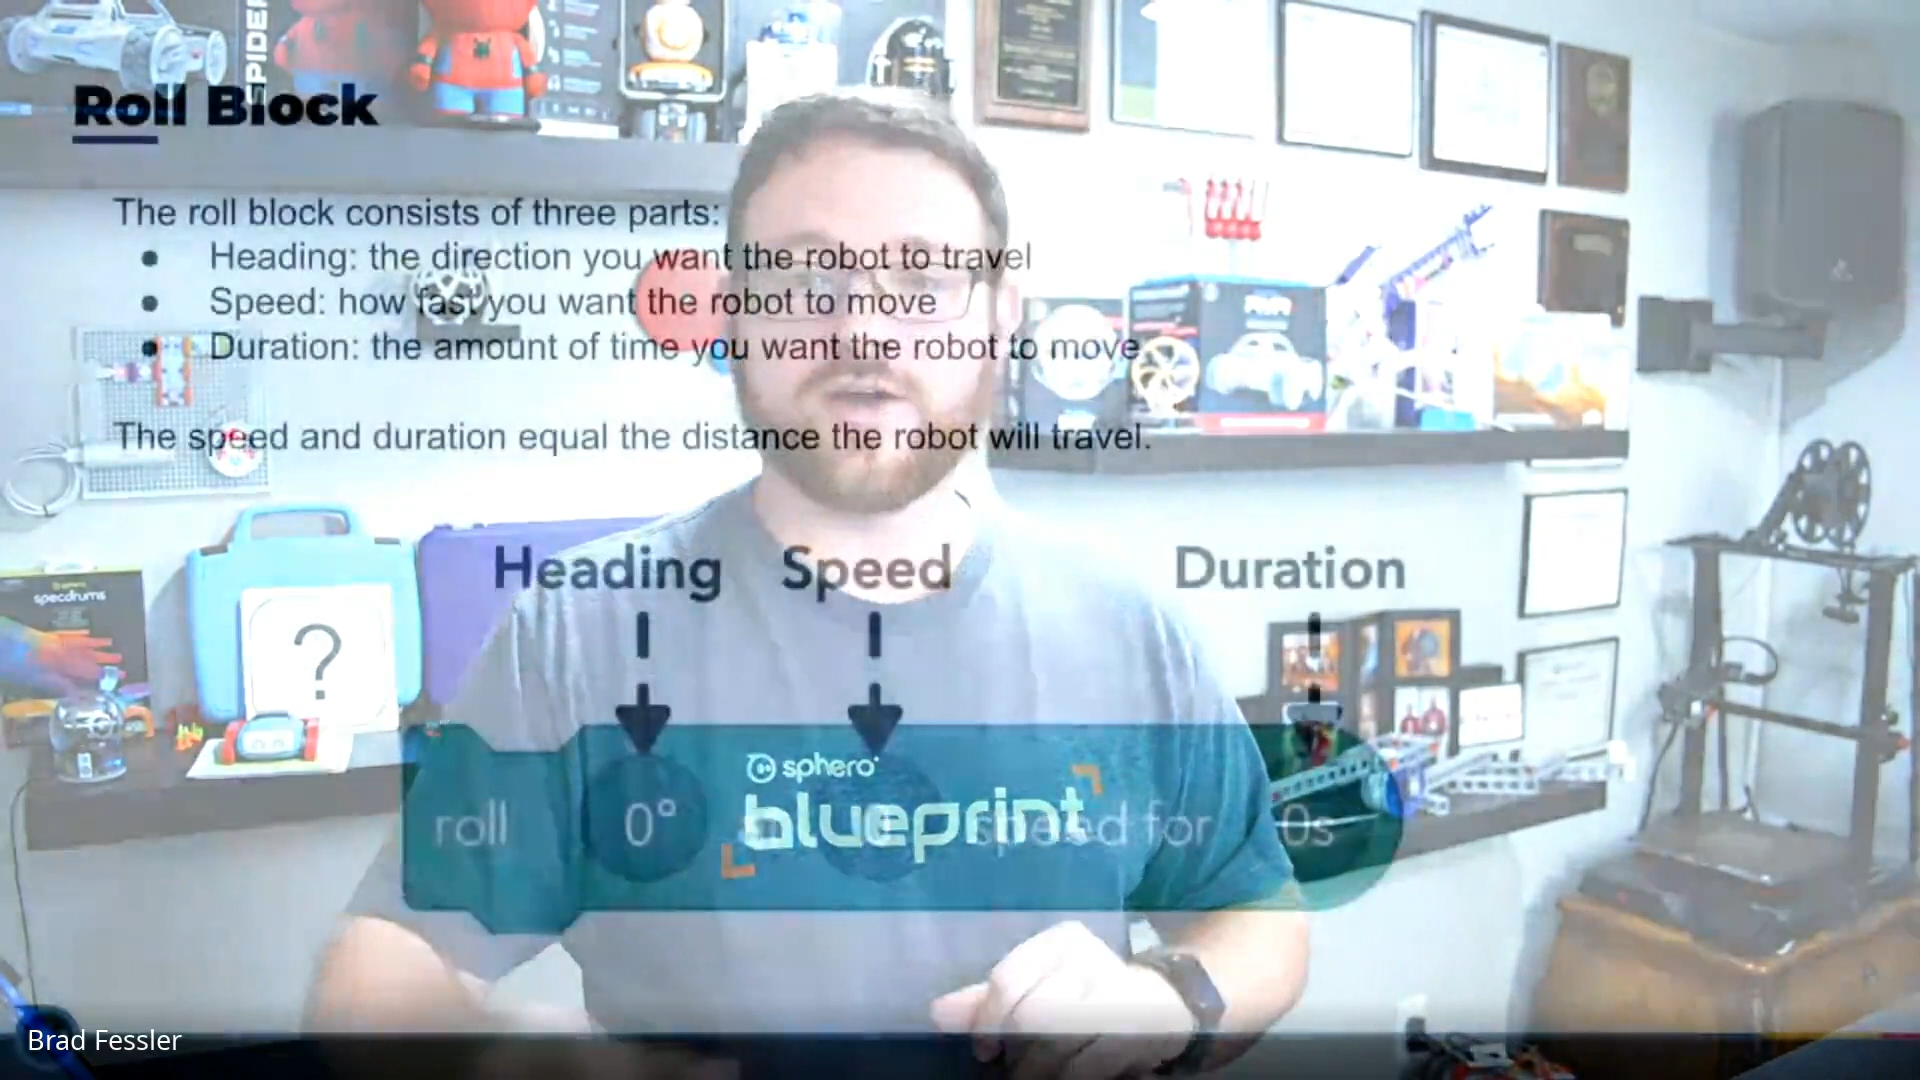 SPIDER
Roll Block
The roll block consists of three parts:
● Heading: the direction you want the robot to travel
● Speed: how fast you want the robot to move
● Duration: the amount of time you want the robot to move
The speed and duration equal the distance the robot will travel.
Heading Speed Duration
specdrums
?
sphero
blueprint
roll 0° speed for 0s
Brad Fessler